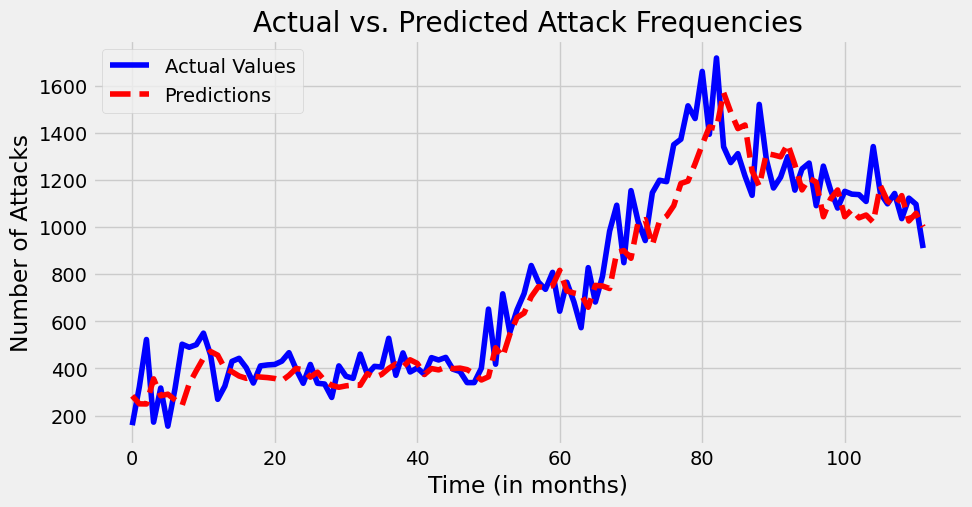 Actual vs. Predicted Attack Frequencies
Actual Values
Predictions
1600
1400
1200
1000
800
600
400
200
Number of Attacks
0 20 40 60 80 100
Time (in months)